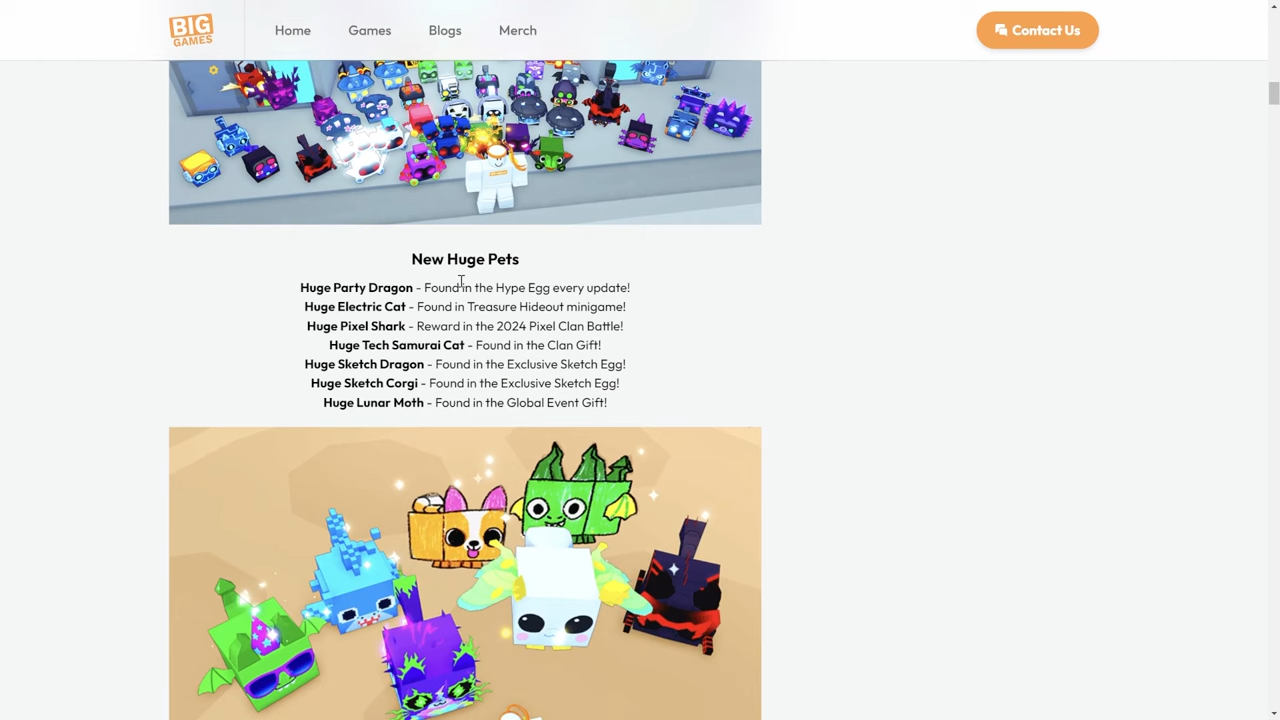 BIG
GAMES
Home
Games
Blogs
Merch
Contact Us
New Huge Pets
Huge Party Dragon - Found in the Hype Egg every update!
Huge Electric Cat - Found in Treasure Hideout minigame!
Huge Pixel Shark - Reward in the 2024 Pixel Clan Battle!
Huge Tech Samurai Cat - Found in the Clan Gift!
Huge Sketch Dragon - Found in the Exclusive Sketch Egg!
Huge Sketch Corgi - Found in the Exclusive Sketch Egg!
Huge Lunar Moth - Found in the Global Event Gift!